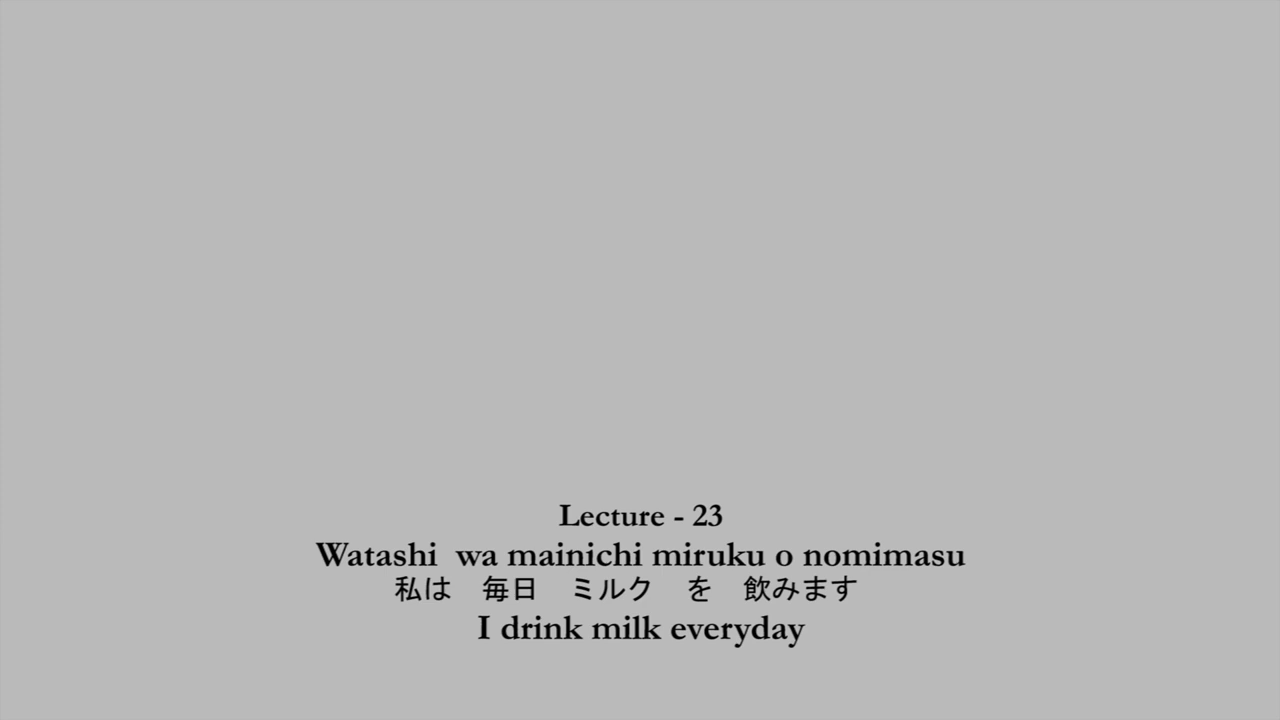 Lecture - 23
Watashi  wa mainichi miruku o nomimasu
私は　毎日　ミルク　を　飲みます
I drink milk everyday